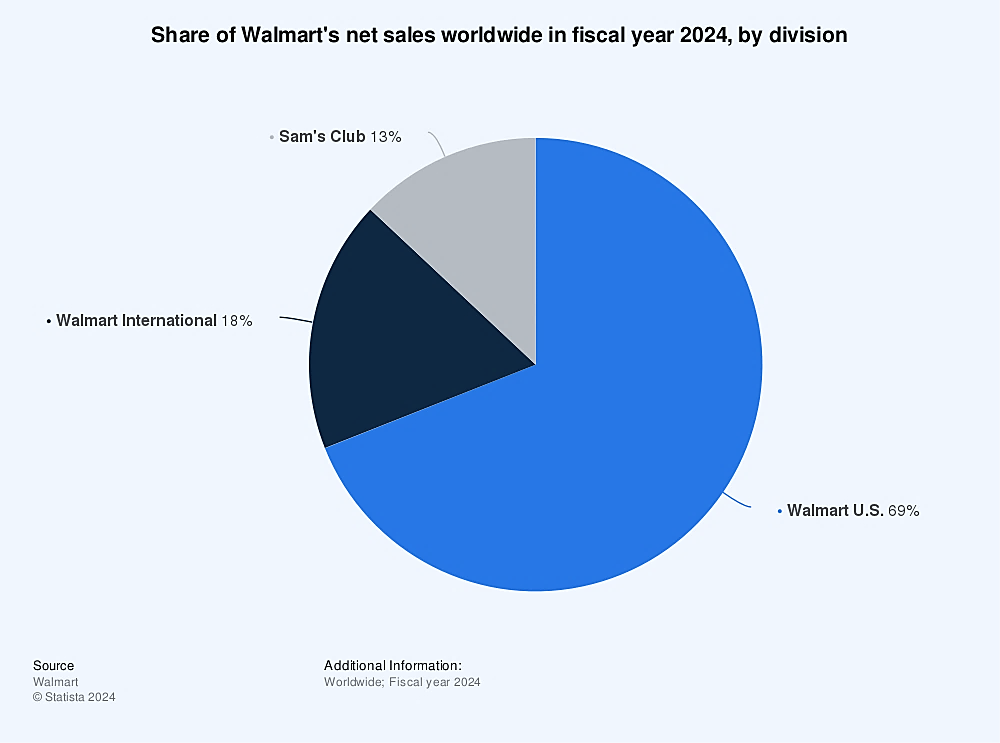 Share of Walmart's net sales worldwide in fiscal year 2024, by division
Sam's Club 13%
Walmart International 18%
Walmart U.S. 69%
Source
Walmart
© Statista 2024
Additional Information:
Worldwide; Fiscal year 2024